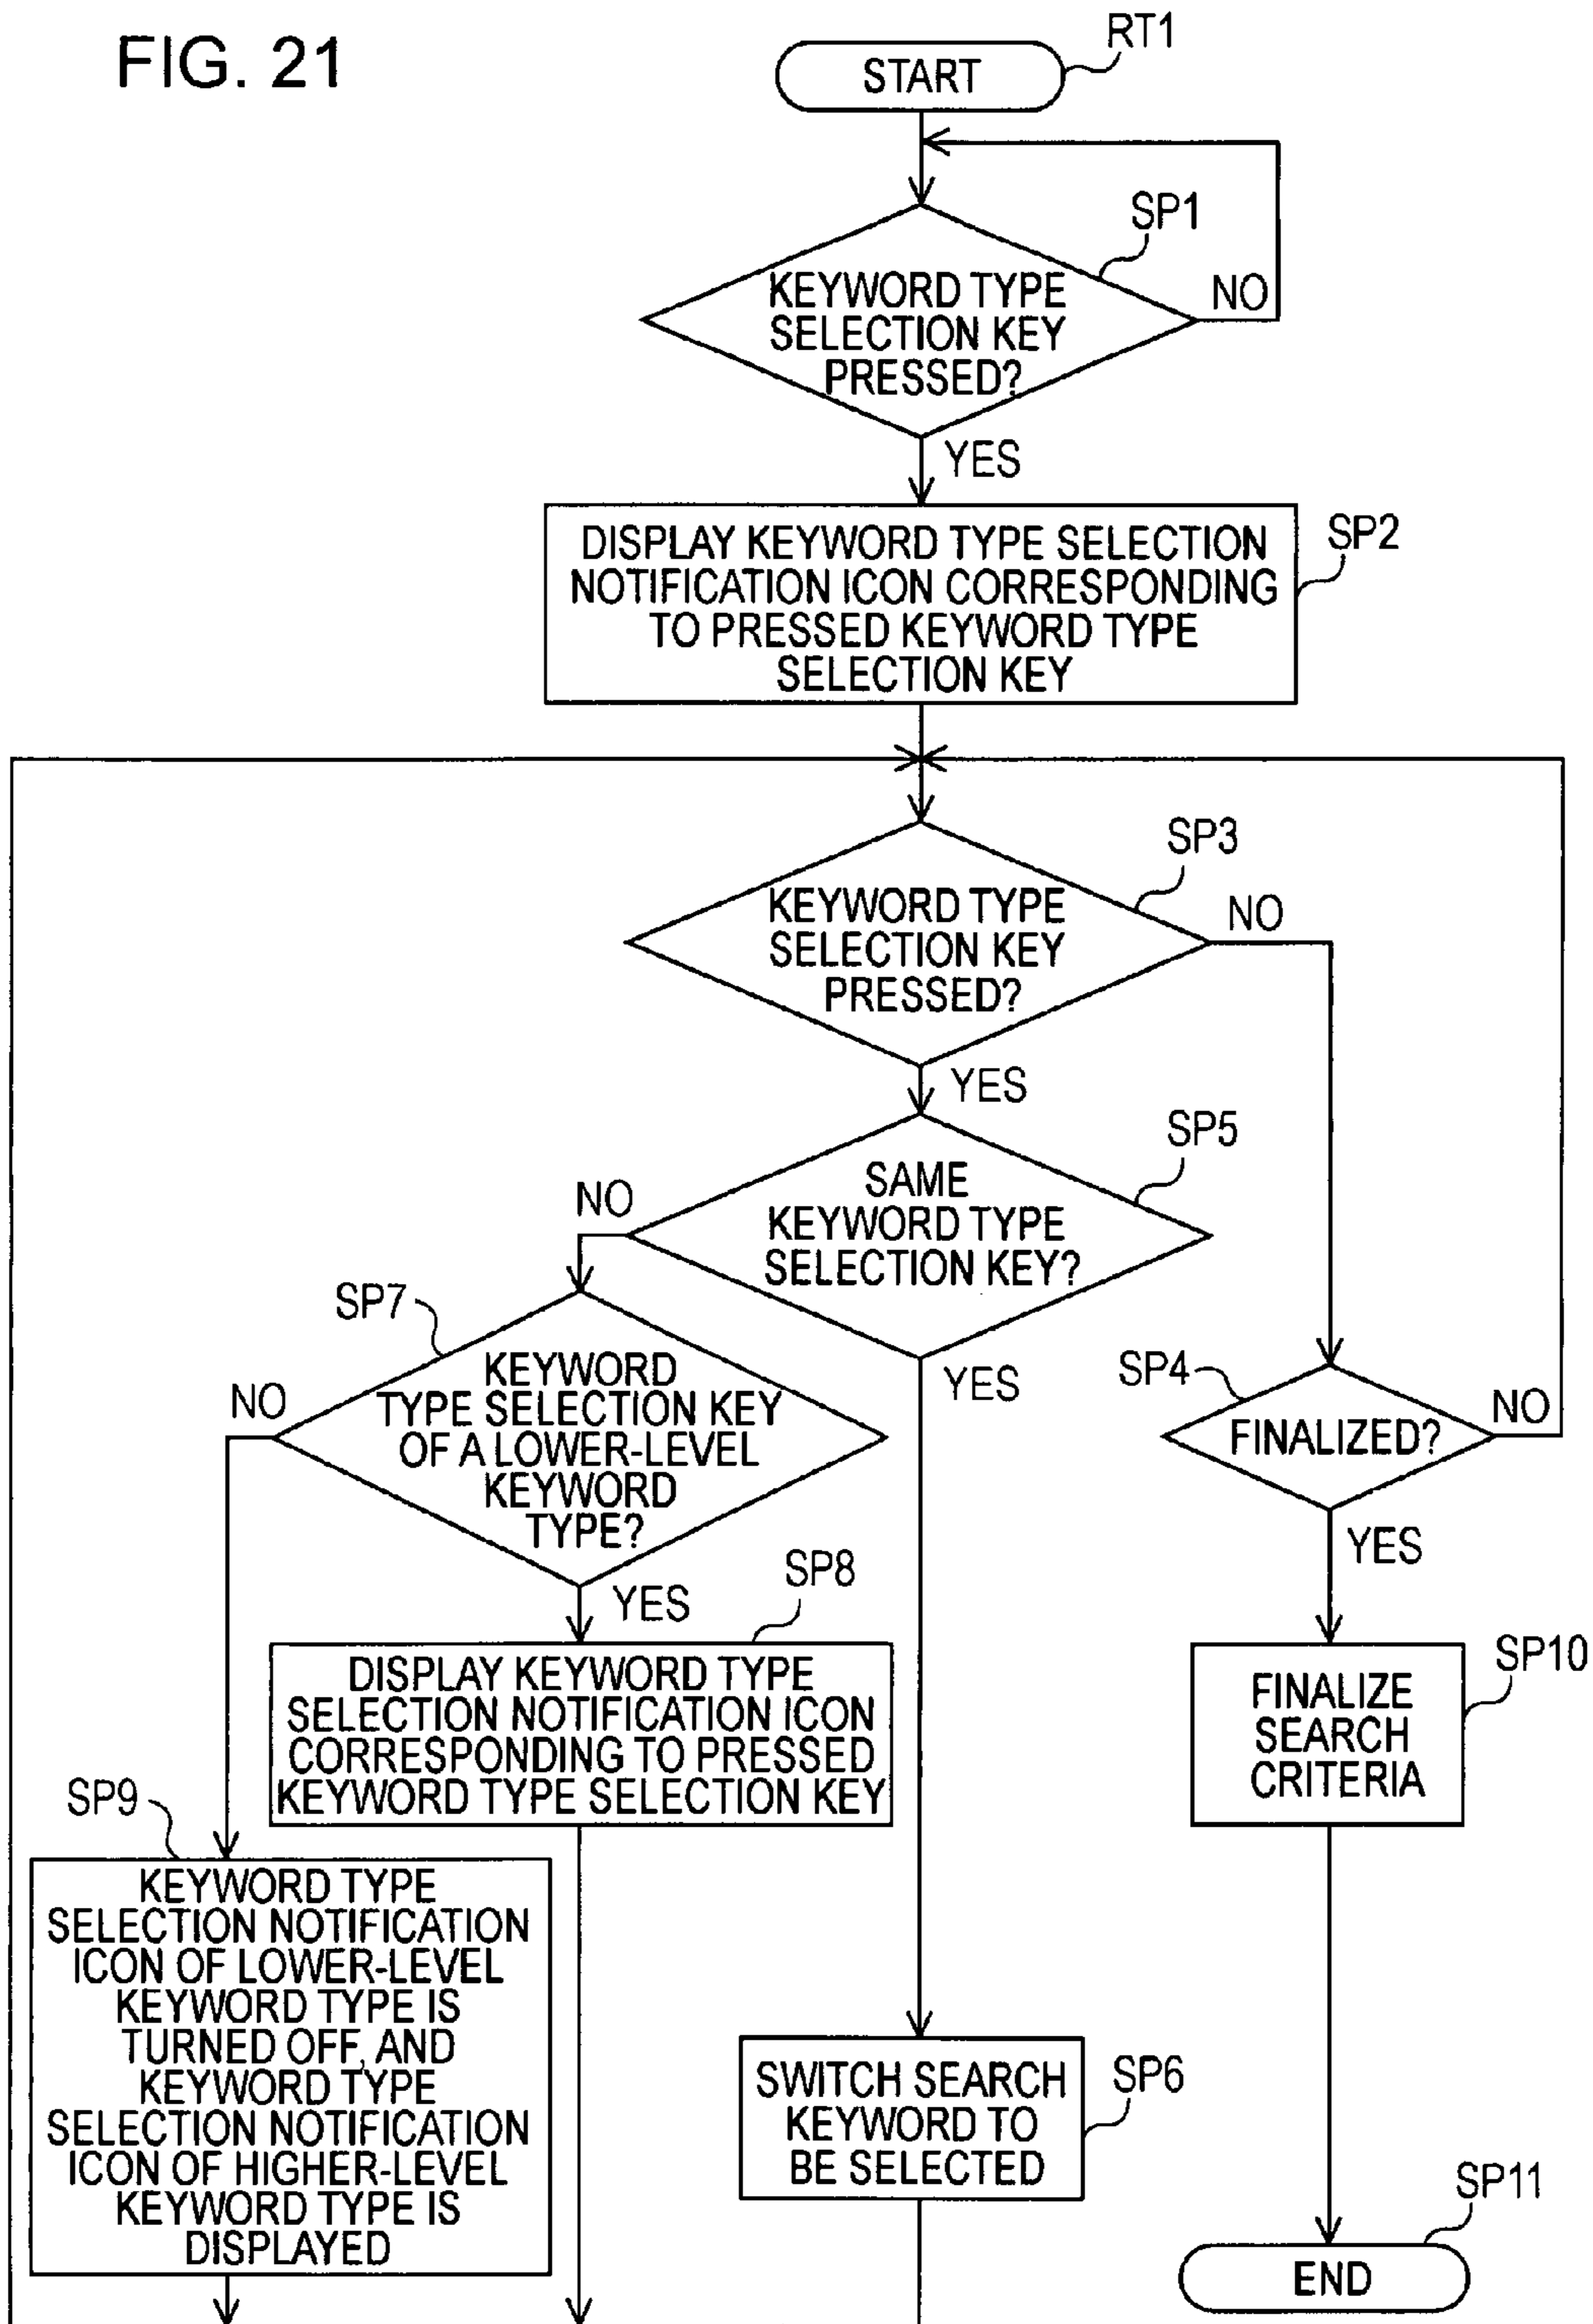 FIG. 21
START
RT1
SP1
KEYWORD TYPE
SELECTION KEY
PRESSED?
NO
YES
DISPLAY KEYWORD TYPE SELECTION
NOTIFICATION ICON CORRESPONDING
TO PRESSED KEYWORD TYPE
SELECTION KEY
SP2
SP3
KEYWORD TYPE
SELECTION KEY
PRESSED?
NO
YES
SP5
SAME
KEYWORD TYPE
SELECTION KEY?
NO
YES
SP7
KEYWORD
TYPE SELECTION KEY
OF A LOWER-LEVEL
KEYWORD
TYPE?
NO
YES
SP4
FINALIZED?
NO
YES
SP8
DISPLAY KEYWORD TYPE
SELECTION NOTIFICATION ICON
CORRESPONDING TO PRESSED
KEYWORD TYPE SELECTION KEY
SP10
FINALIZE
SEARCH
CRITERIA
SP9
KEYWORD TYPE
SELECTION NOTIFICATION
ICON OF LOWER-LEVEL
KEYWORD TYPE IS
TURNED OFF, AND
KEYWORD TYPE
SELECTION NOTIFICATION
ICON OF HIGHER-LEVEL
KEYWORD TYPE IS
DISPLAYED
SWITCH SEARCH
KEYWORD TO
BE SELECTED
SP6
SP11
END